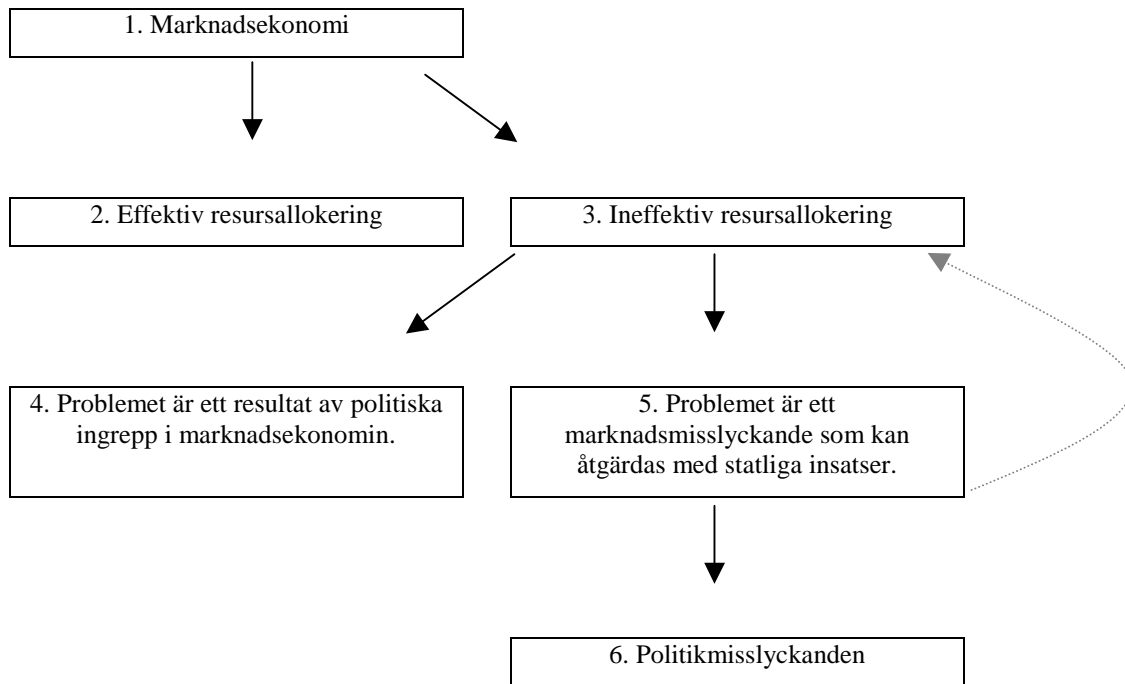 1. Marknadsekonomi
2. Effektiv resursallokering
3. Ineffektiv resursallokering
4. Problemet är ett resultat av politiska
ingrepp i marknadsekonomin.
5. Problemet är ett
marknadsmisslyckande som kan
åtgärdas med statliga insatser.
6. Politikmisslyckanden